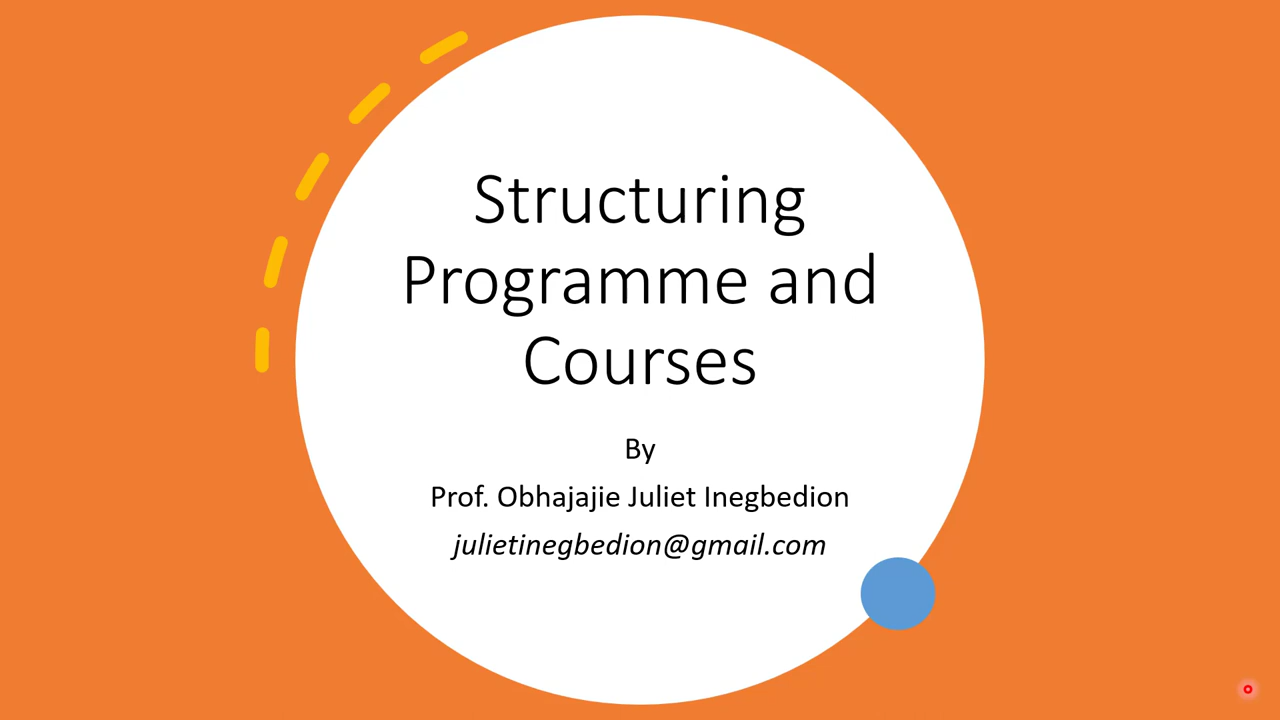 Structuring
Programme and
Courses
By
Prof. Obhajajie Juliet Inegbedion
julietinegbedion@gmail.com